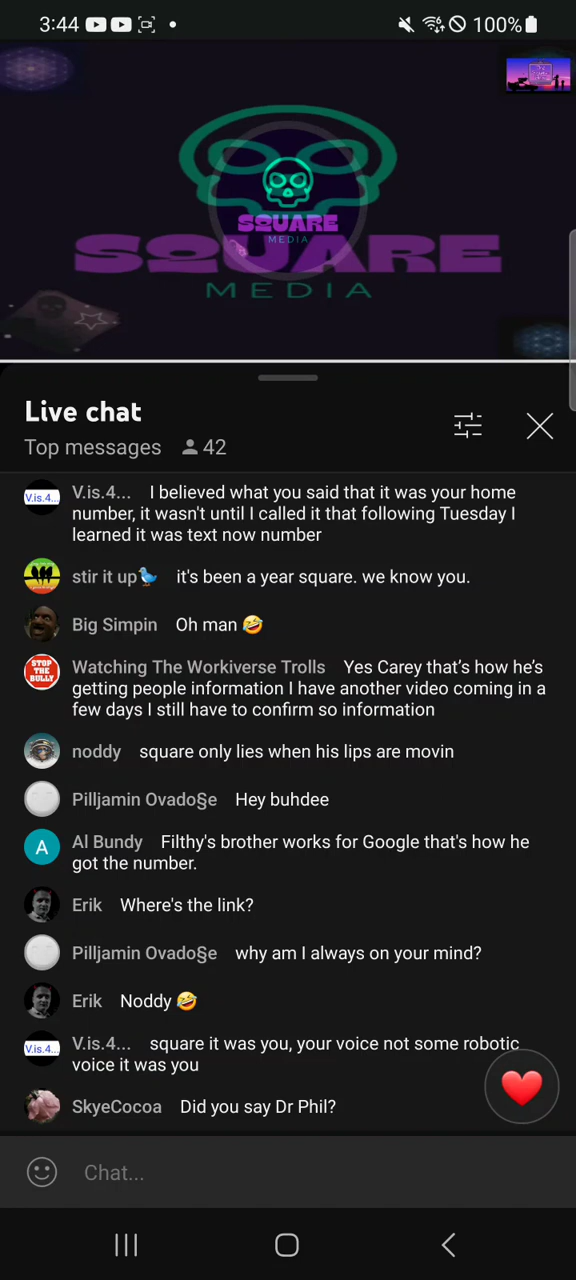 3:44
100%
SQUARE
MEDIA
SQUARE
MEDIA
Live chat
Top messages 42
V.is.4... I believed what you said that it was your home
number, it wasn't until I called it that following Tuesday I
learned it was text now number
stir it up🐦 it's been a year square. we know you.
Big Simpin Oh man 🤣
STOP
THE
BULLY
Watching The Workiverse Trolls Yes Carey that’s how he’s
getting people information I have another video coming in a
few days I still have to confirm so information
noddy square only lies when his lips are movin
Pilljamin Ovado§e Hey buhdee
A
Al Bundy Filthy's brother works for Google that's how he
got the number.
Erik Where's the link?
Pilljamin Ovado§e why am I always on your mind?
Erik Noddy 🤣
V.is.4... square it was you, your voice not some robotic
voice it was you
SkyeCocoa Did you say Dr Phil?
Chat...